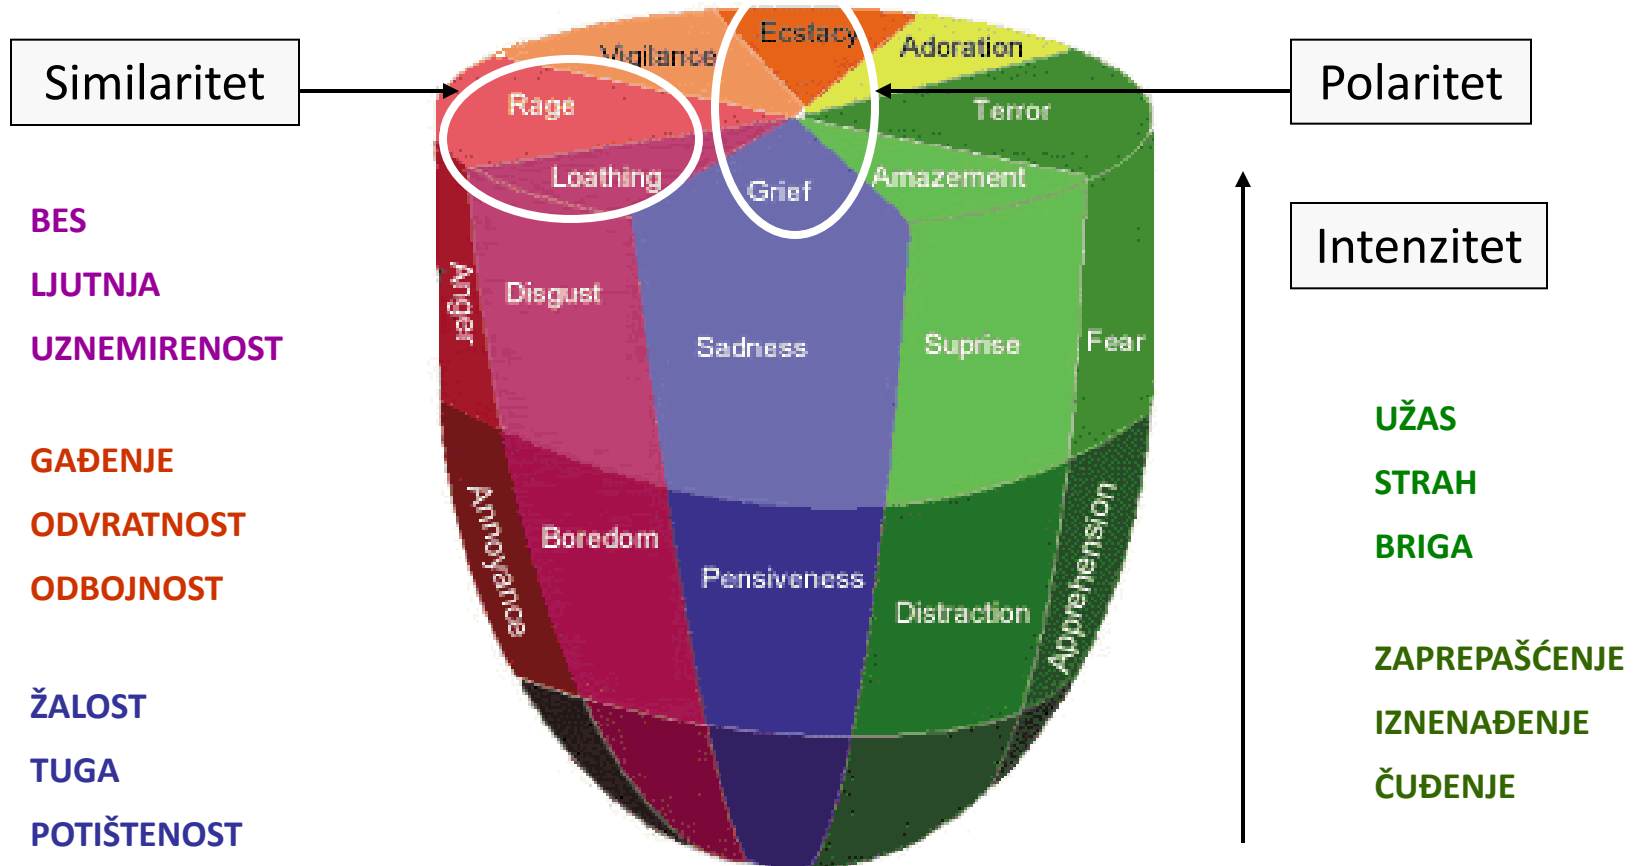 Similaritet
Polaritet
Intenzitet
Ecstacy
Vigilance
Adoration
Rage
Terror
Loathing
Grief
Amazement
Anger
Disgust
Sadness
Suprise
Fear
Annoyance
Boredom
Pensiveness
Distraction
Apprehension
BES
LJUTNJA
UZNEMIRENOST
GAĐENJE
ODVRATNOST
ODBOJNOST
ŽALOST
TUGA
POTIŠTENOST
UŽAS
STRAH
BRIGA
ZAPREPAŠĆENJE
IZNENAĐENJE
ČUĐENJE